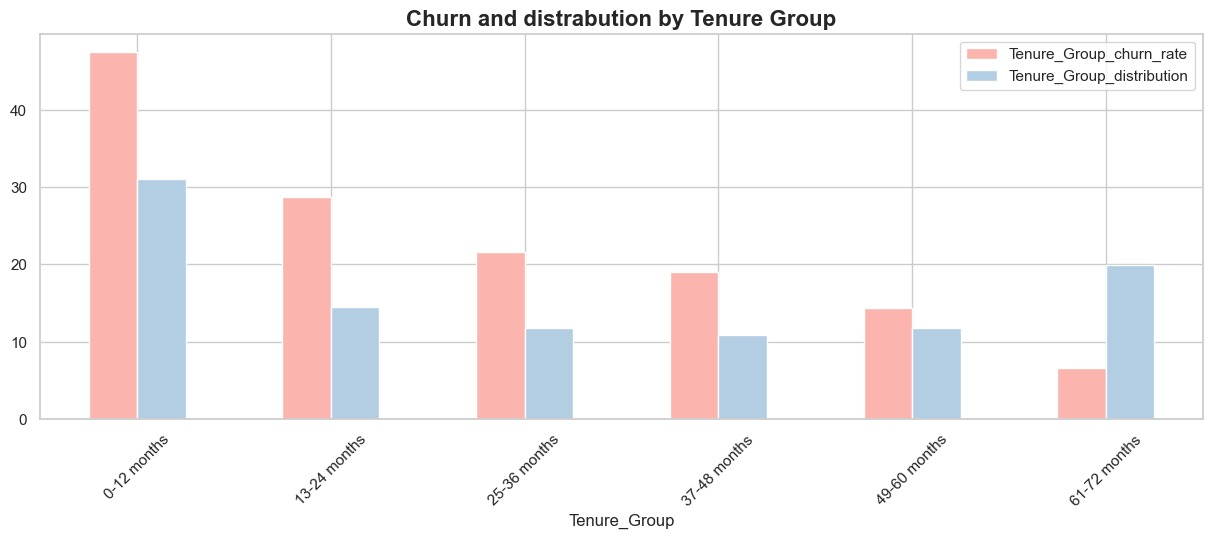 Churn and distrabution by Tenure Group
Tenure_Group_churn_rate
Tenure_Group_distribution
40
30
20
10
0
0-12 months
13-24 months
25-36 months
37-48 months
49-60 months
61-72 months
Tenure_Group